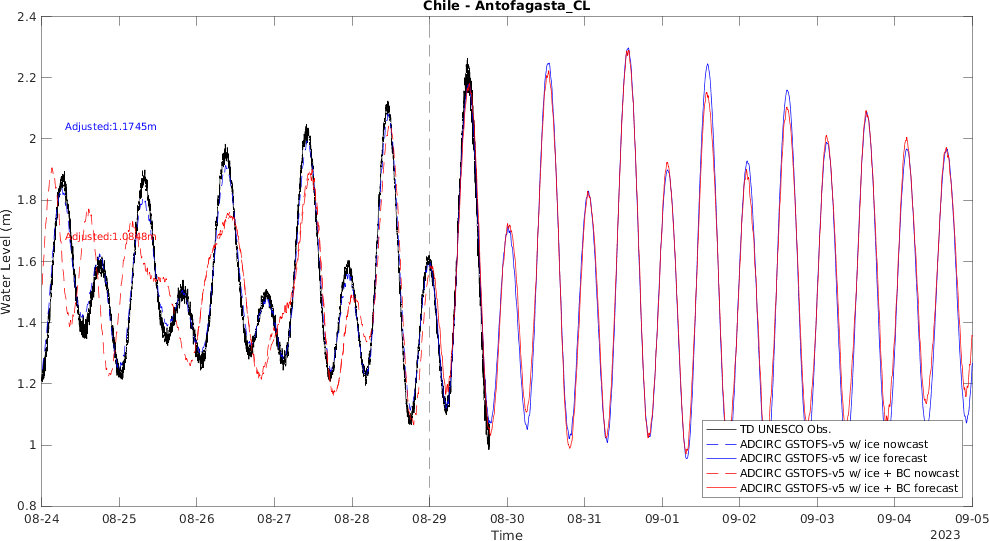 Chile - Antofagasta_CL
Water Level (m)
2.4
2.2
2
1.8
1.6
1.4
1.2
1
0.8
Adjusted:1.1745m
Adjusted:1.0848m
TD UNESCO Obs.
ADCIRC GSTOFS-v5 w/ ice nowcast
ADCIRC GSTOFS-v5 w/ ice forecast
ADCIRC GSTOFS-v5 w/ ice + BC nowcast
ADCIRC GSTOFS-v5 w/ ice + BC forecast
08-24 08-25 08-26 08-27 08-28 08-29 08-30 08-31 09-01 09-02 09-03 09-04 09-05
Time
2023